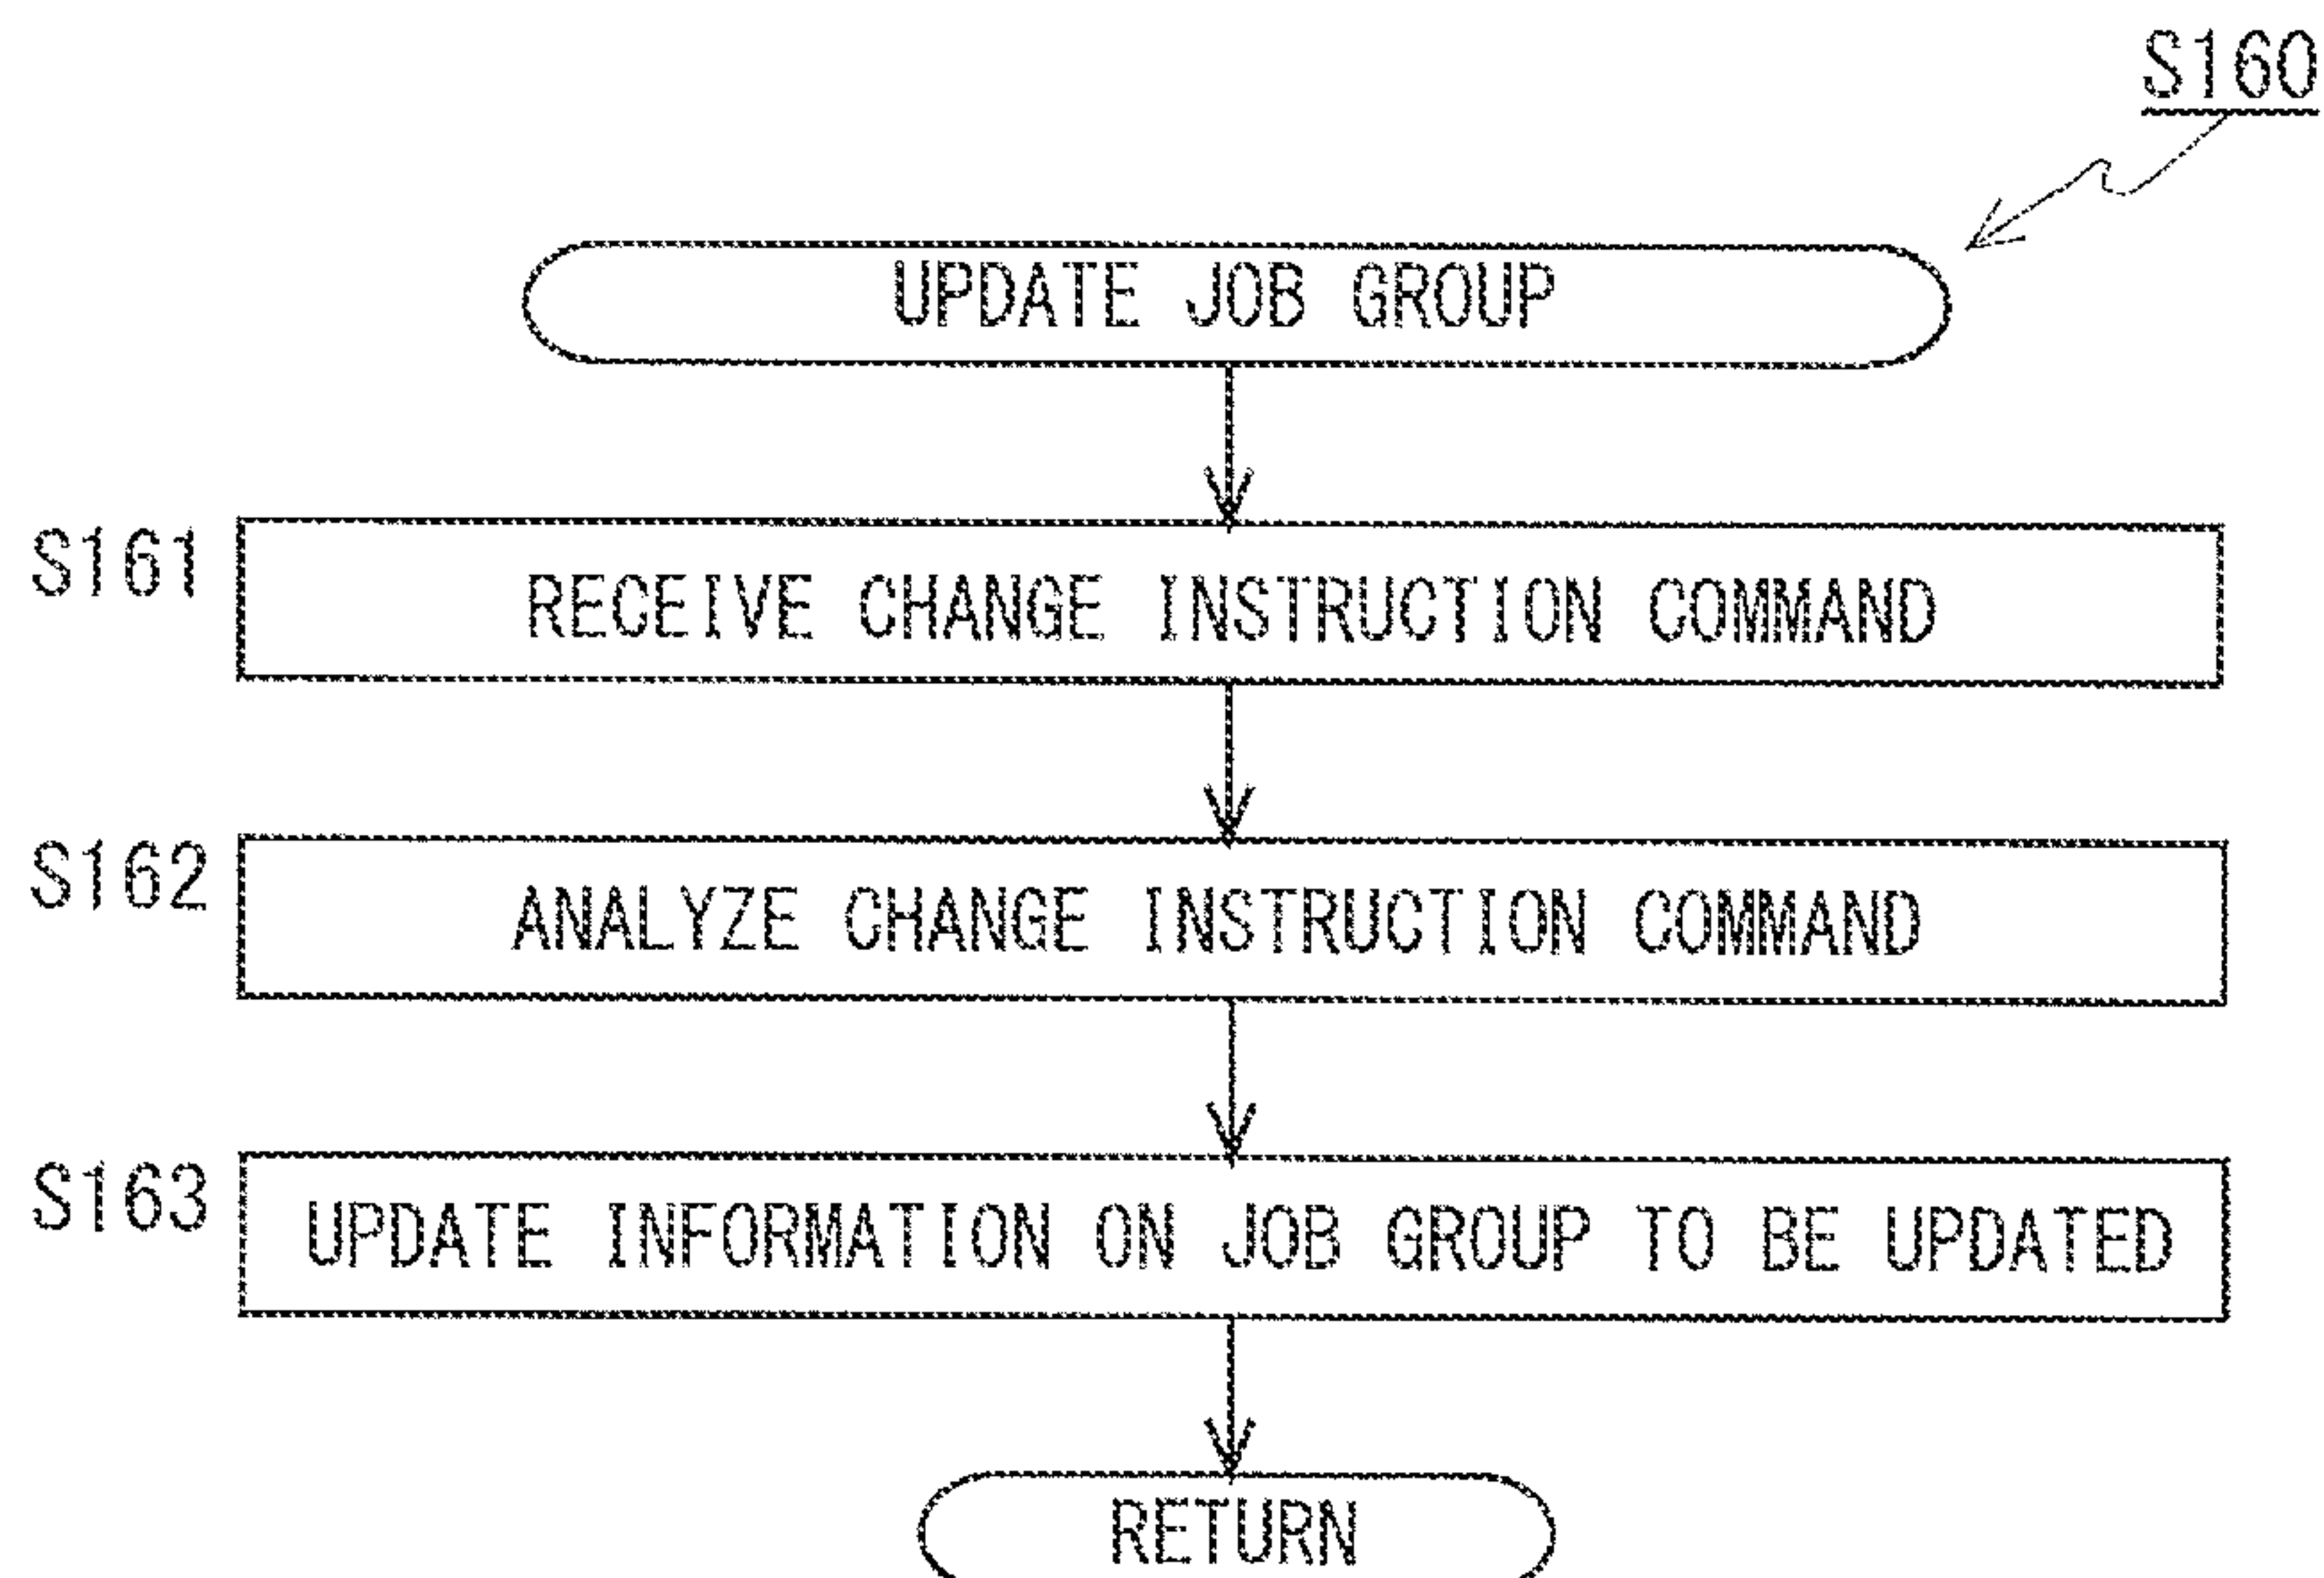 S160
UPDATE JOB GROUP
S161
RECEIVE CHANGE INSTRUCTION COMMAND
S162
ANALYZE CHANGE INSTRUCTION COMMAND
S163
UPDATE INFORMATION ON JOB GROUP TO BE UPDATED
RETURN